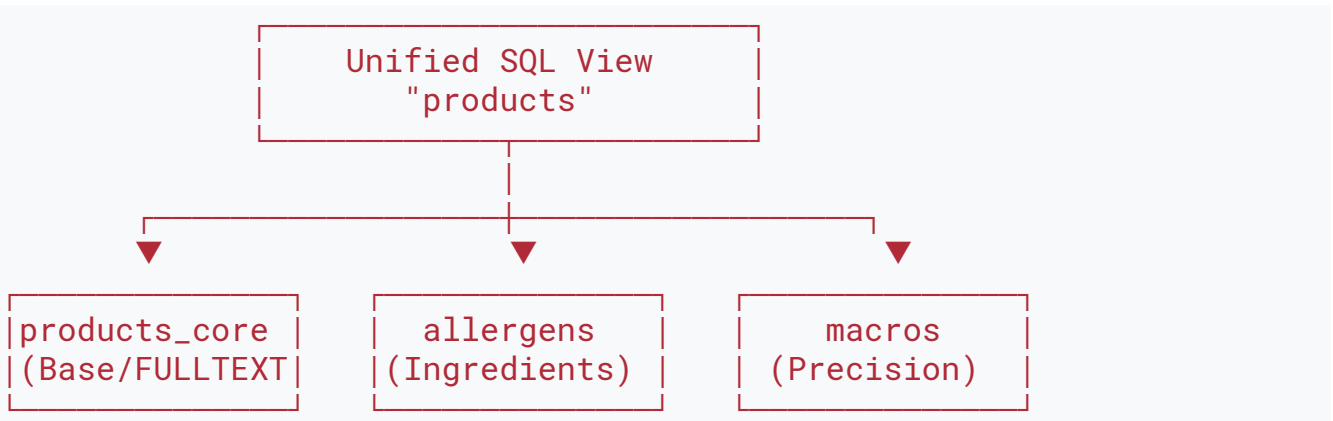 Unified SQL View
"products"
products_core allergens macros
(Base/FULLTEXT (Ingredients) (Precision)